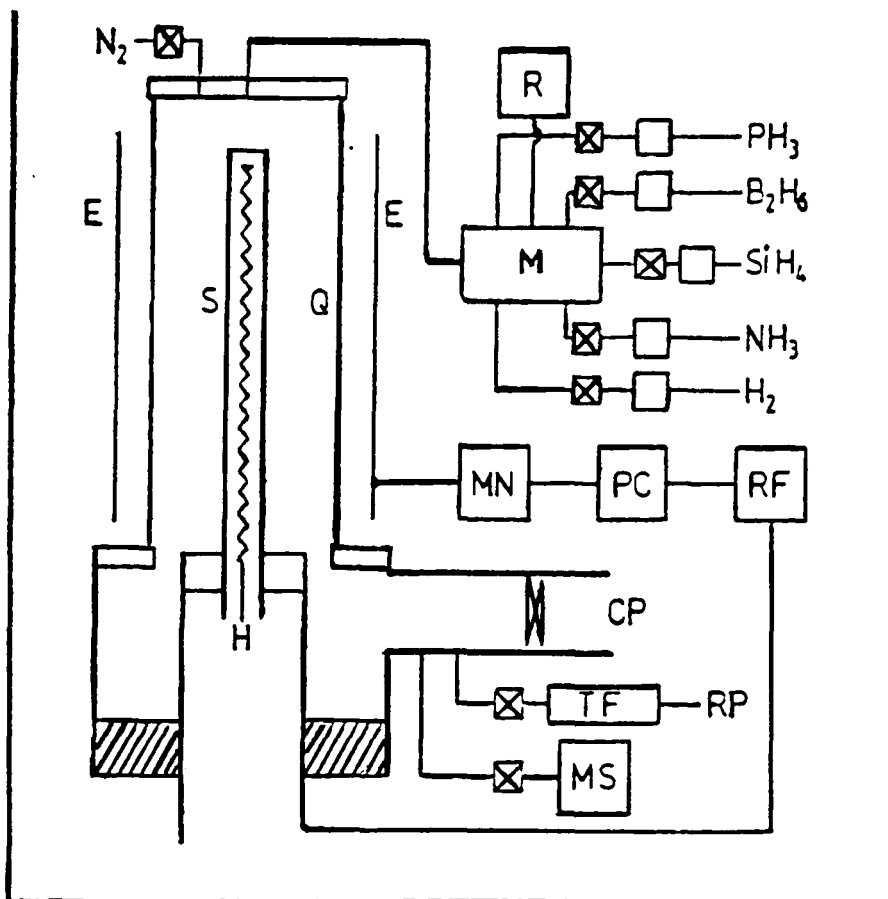 N₂
R
PH₃
B₂H₆
E
E
M
SiH₄
S
Q
NH₃
H₂
MN
PC
RF
CP
H
TF
RP
MS